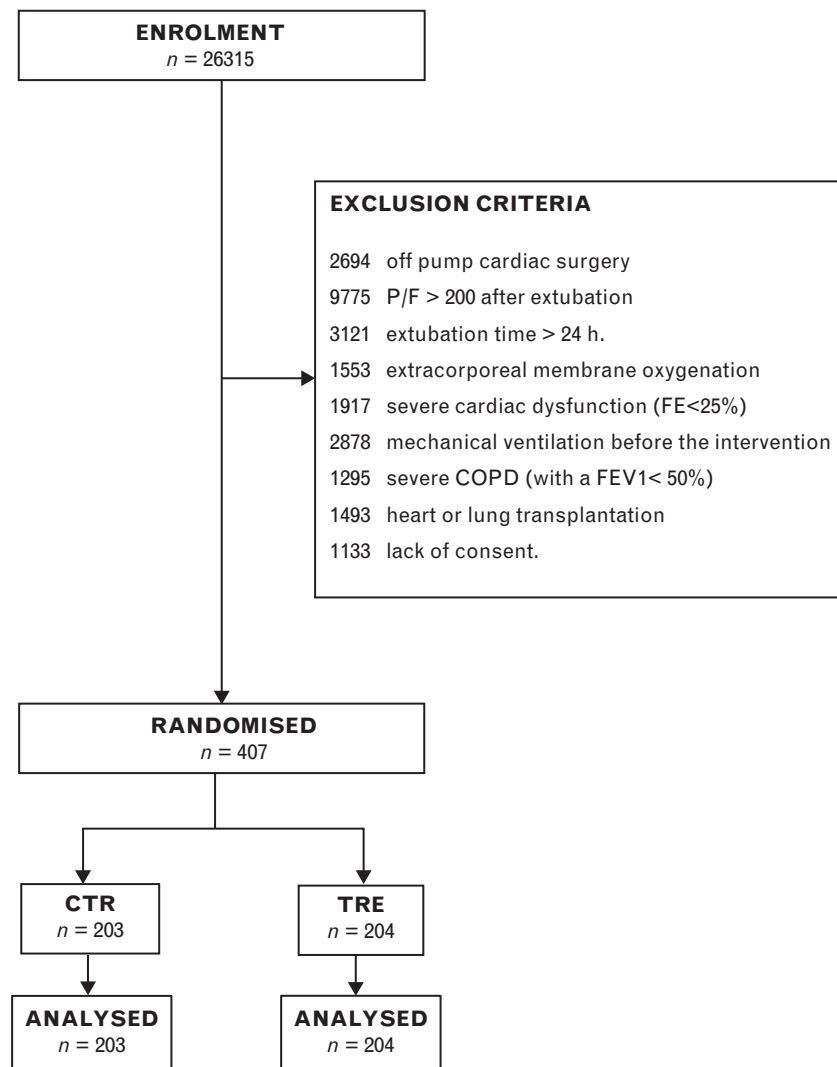 ENROLMENT
n = 26315
EXCLUSION CRITERIA
2694 off pump cardiac surgery
9775 P/F > 200 after extubation
3121 extubation time > 24 h.
1553 extracorporeal membrane oxygenation
1917 severe cardiac dysfunction (FE<25%)
2878 mechanical ventilation before the intervention
1295 severe COPD (with a FEV1< 50%)
1493 heart or lung transplantation
1133 lack of consent.
RANDOMISED
n = 407
CTR
n = 203
TRE
n = 204
ANALYSED
n = 203
ANALYSED
n = 204